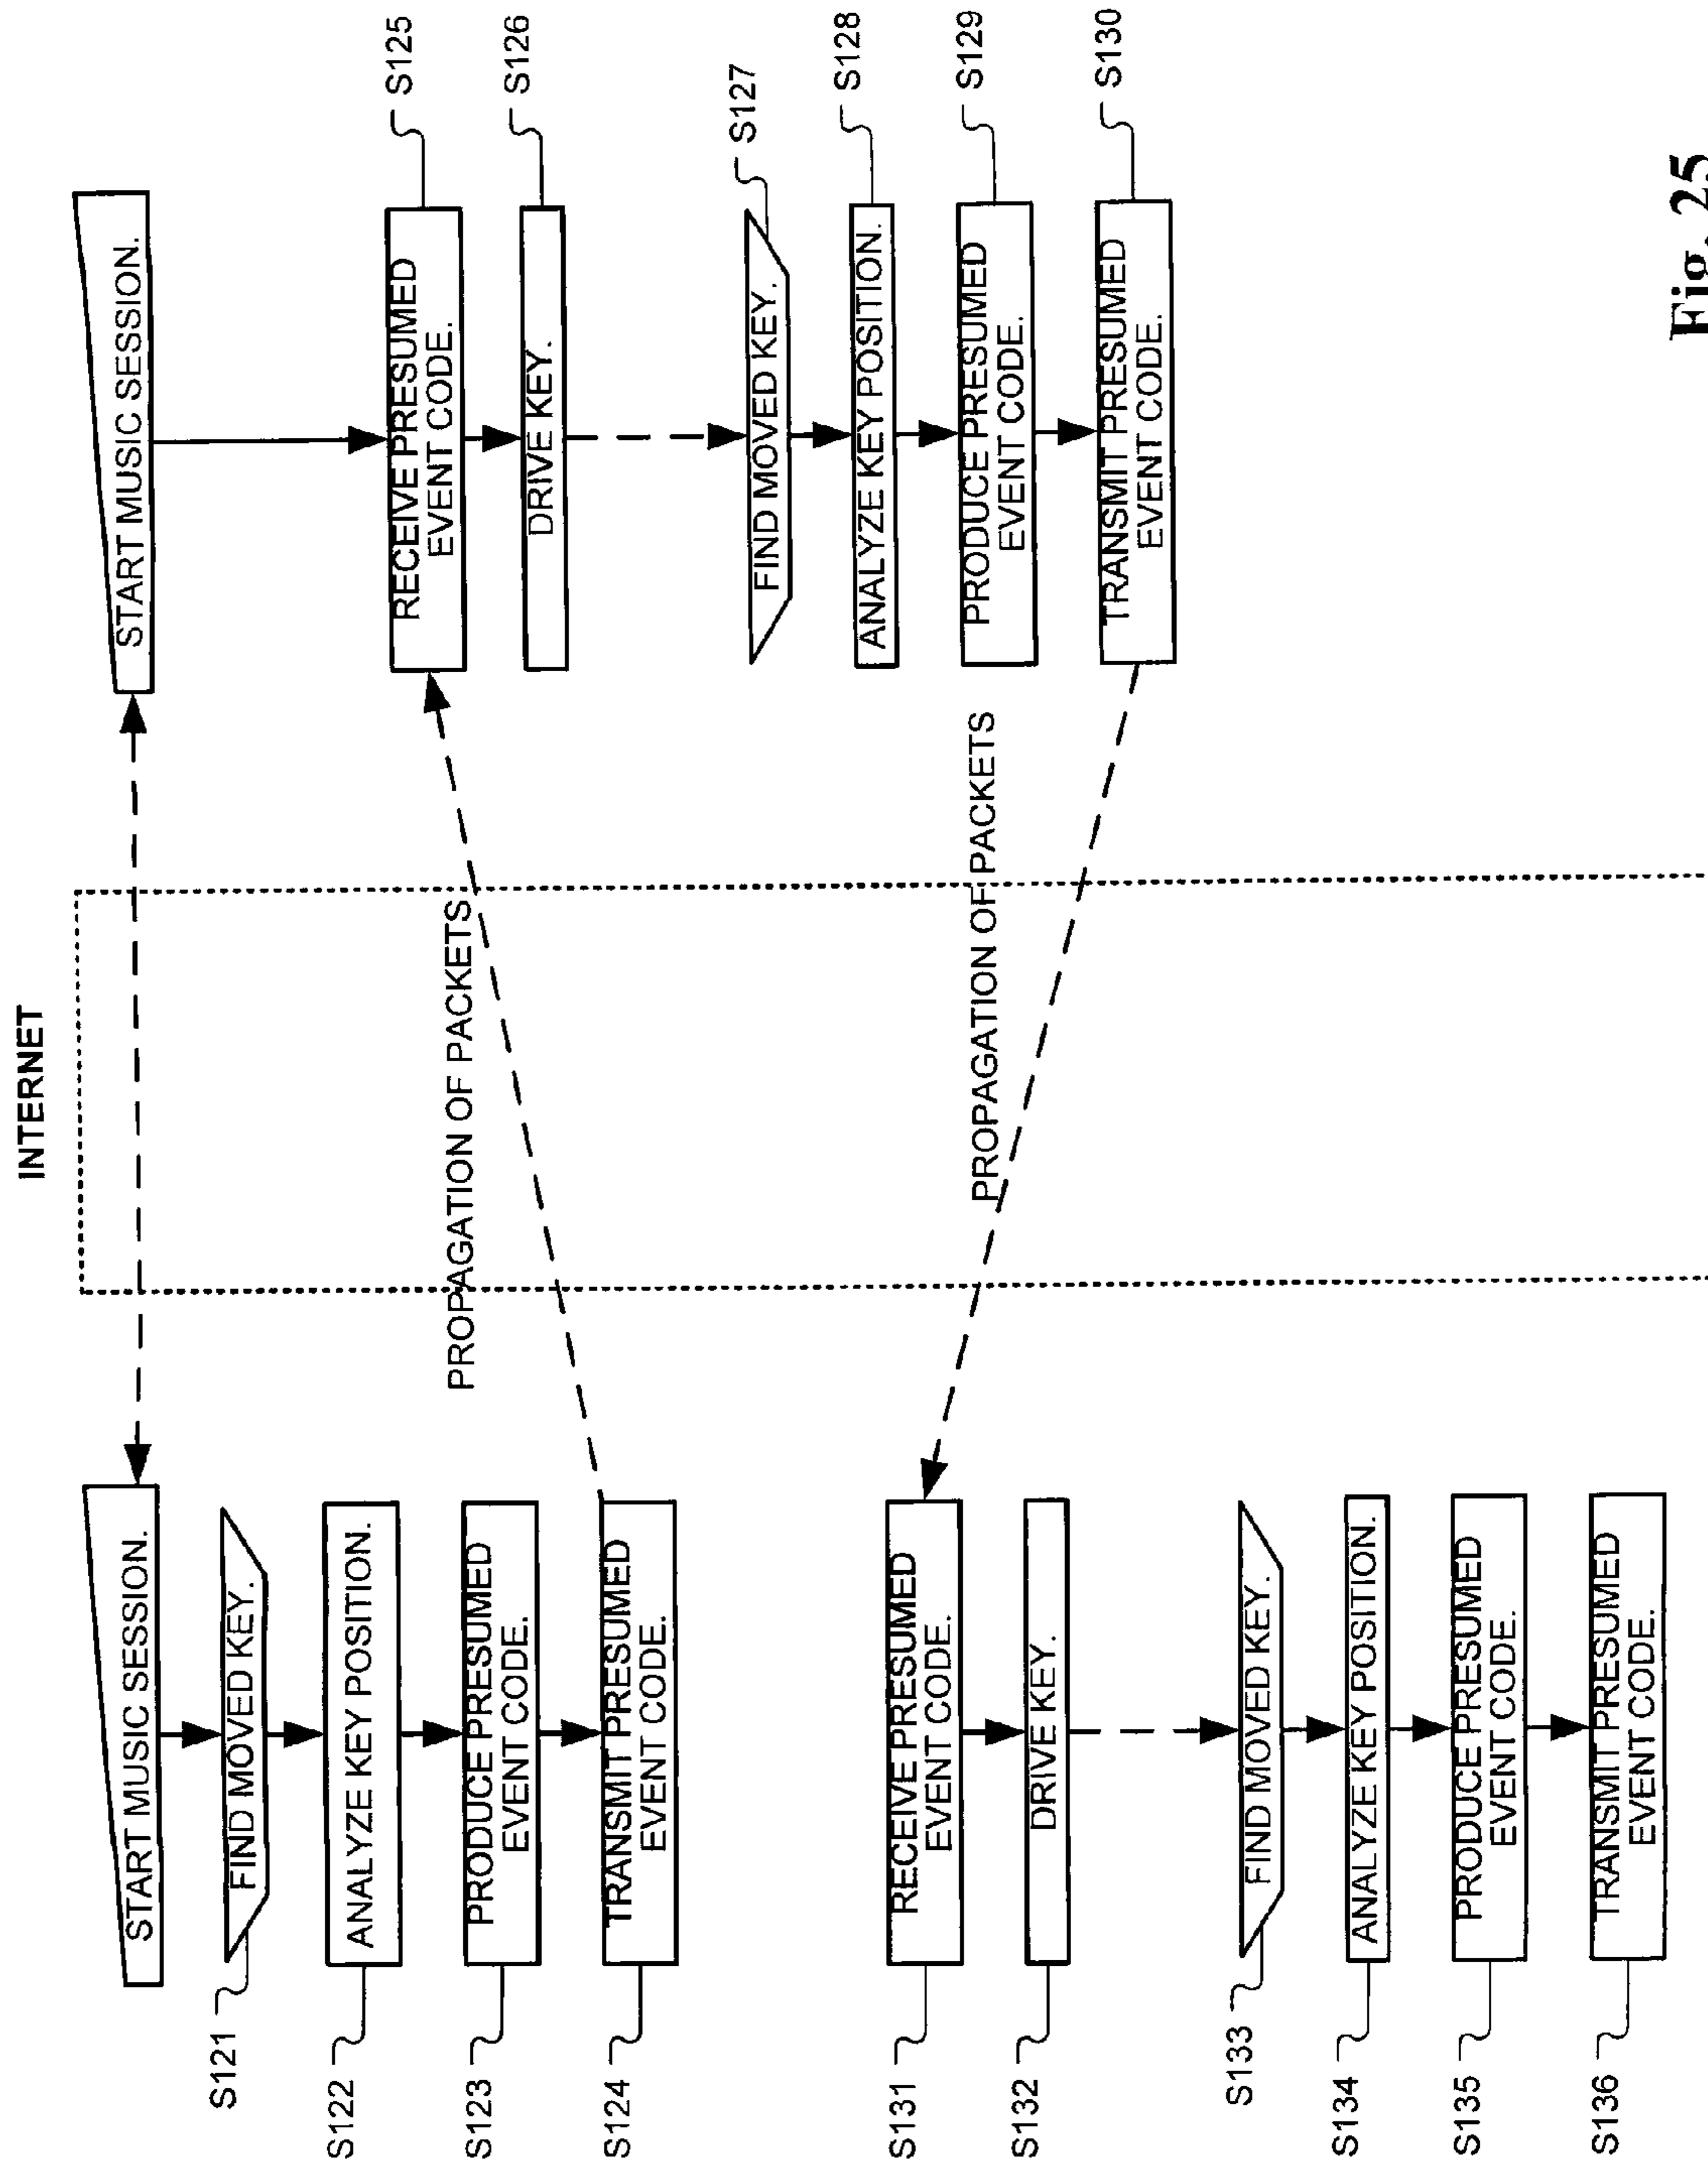 INTERNET
START MUSIC SESSION.
START MUSIC SESSION.
S121
FIND MOVED KEY.
S122
ANALYZE KEY POSITION.
S123
PRODUCE PRESUMED
EVENT CODE.
S124
TRANSMIT PRESUMED
EVENT CODE.
PROPAGATION OF PACKETS
RECEIVE PRESUMED
EVENT CODE.
S125
DRIVE KEY.
S126
FIND MOVED KEY.
S127
ANALYZE KEY POSITION.
S128
PRODUCE PRESUMED
EVENT CODE.
S129
TRANSMIT PRESUMED
EVENT CODE.
S130
PROPAGATION OF PACKETS
S131
RECEIVE PRESUMED
EVENT CODE.
S132
DRIVE KEY.
S133
FIND MOVED KEY.
S134
ANALYZE KEY POSITION.
S135
PRODUCE PRESUMED
EVENT CODE.
S136
TRANSMIT PRESUMED
EVENT CODE.
Fig. 25